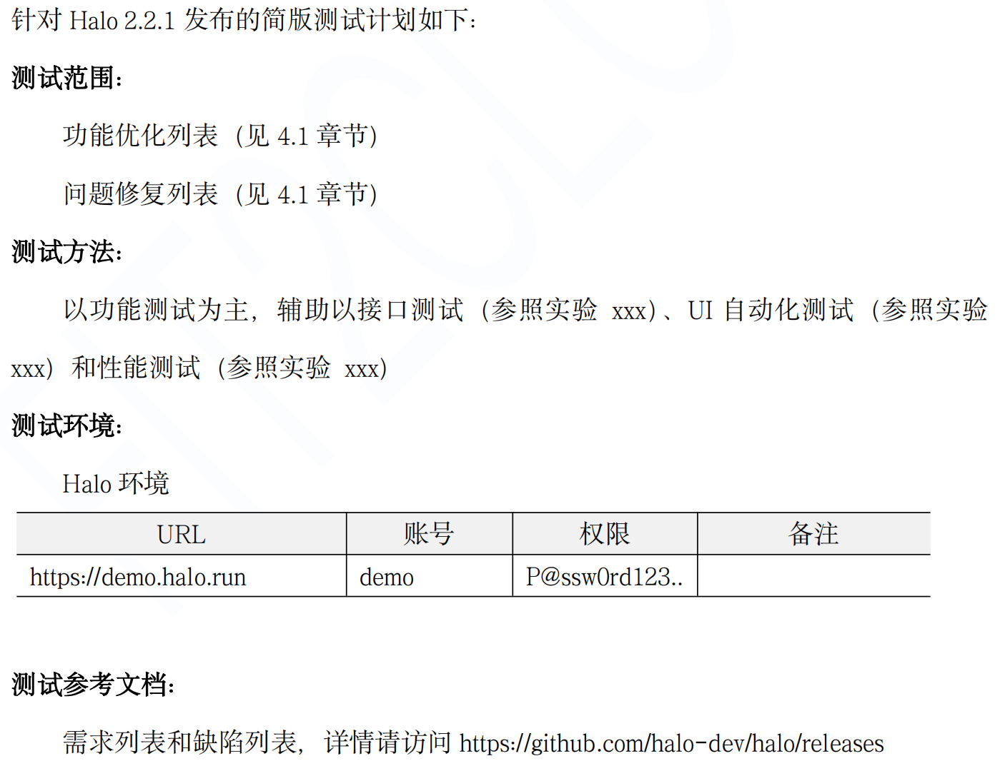 针对 Halo 2.2.1 发布的简版测试计划如下：
测试范围：
功能优化列表（见 4.1 章节）
问题修复列表（见 4.1 章节）
测试方法：
以功能测试为主，辅助以接口测试（参照实验 xxx）、UI 自动化测试（参照实验
xxx）和性能测试（参照实验 xxx）
测试环境：
Halo 环境
URL 账号 权限 备注
https://demo.halo.run demo P@ssw0rd123..
测试参考文档：
需求列表和缺陷列表，详情请访问 https://github.com/halo-dev/halo/releases